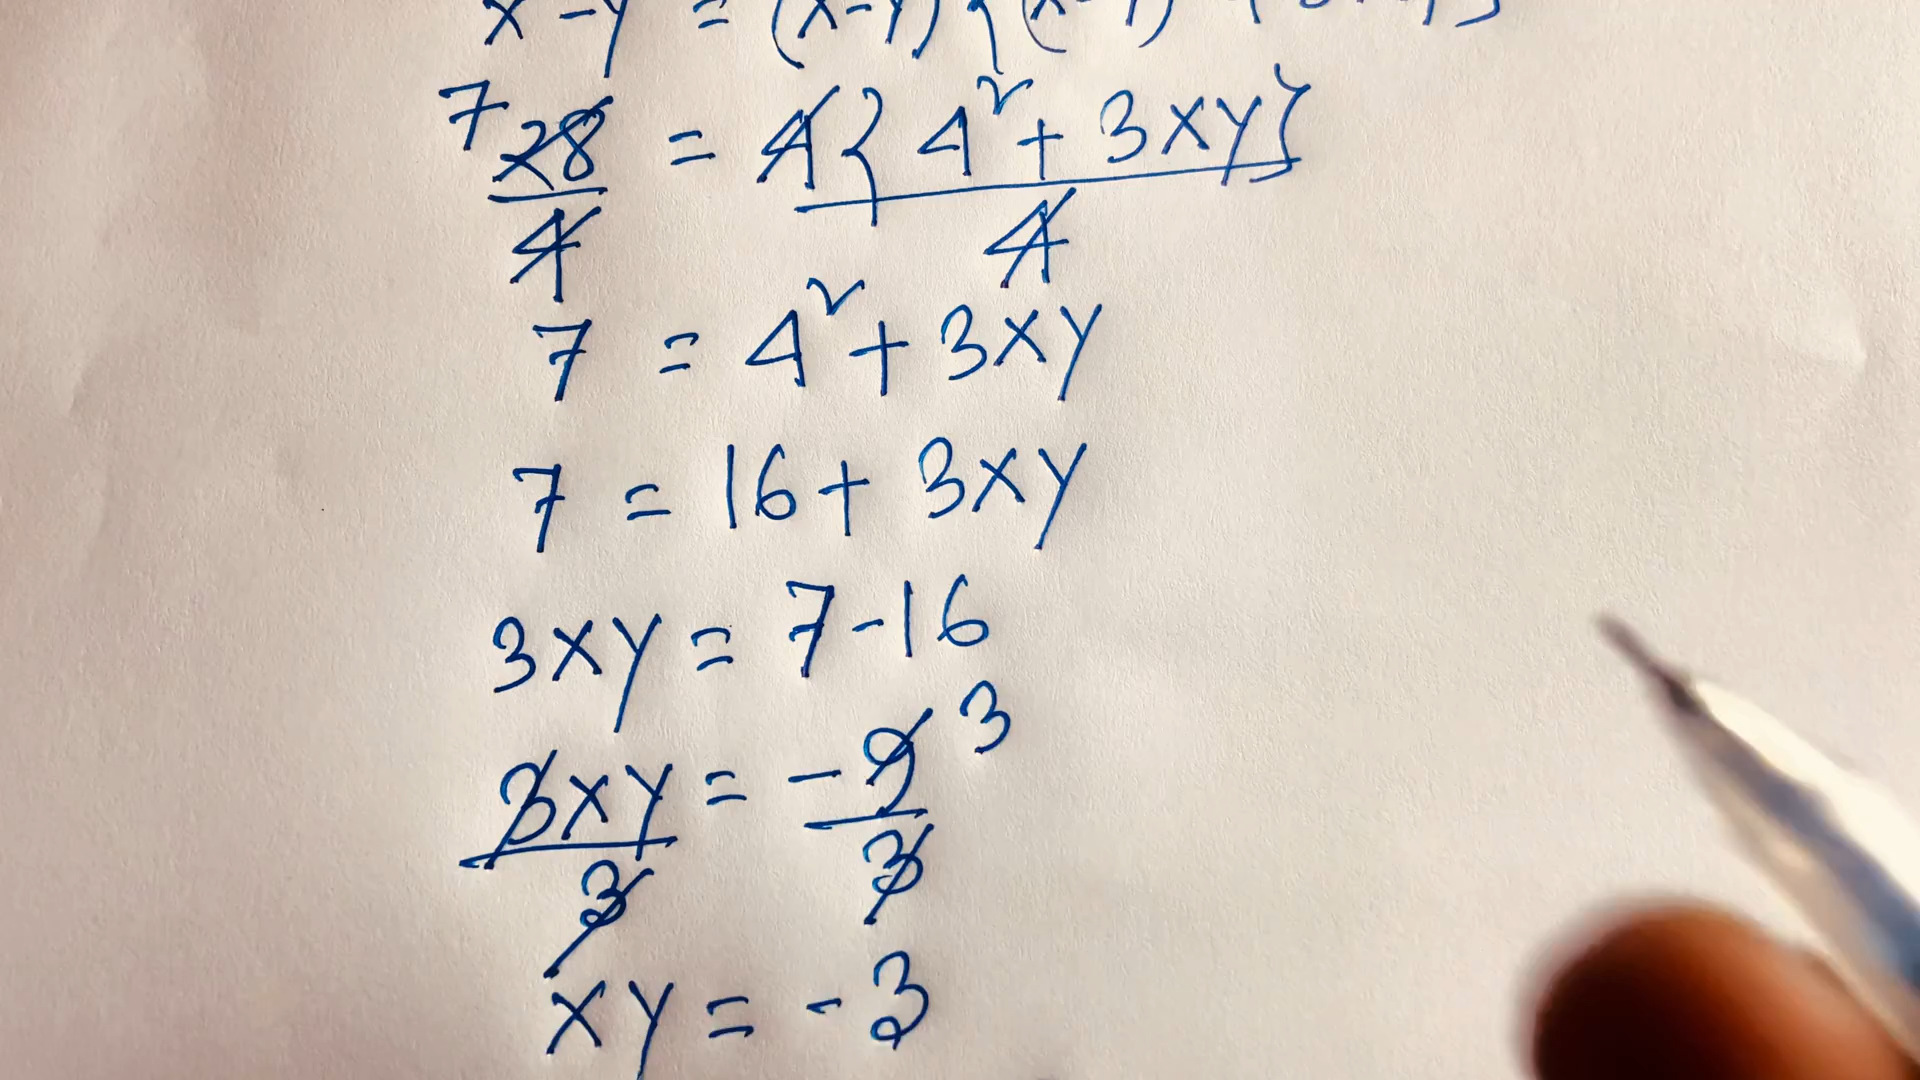 x - y = (x-y) {(x-y)
7 28/4 = 4{4² + 3xy}/4
7 = 4² + 3xy
7 = 16 + 3xy
3xy = 7 - 16
3xy/3 = -9/3 3
xy = -3